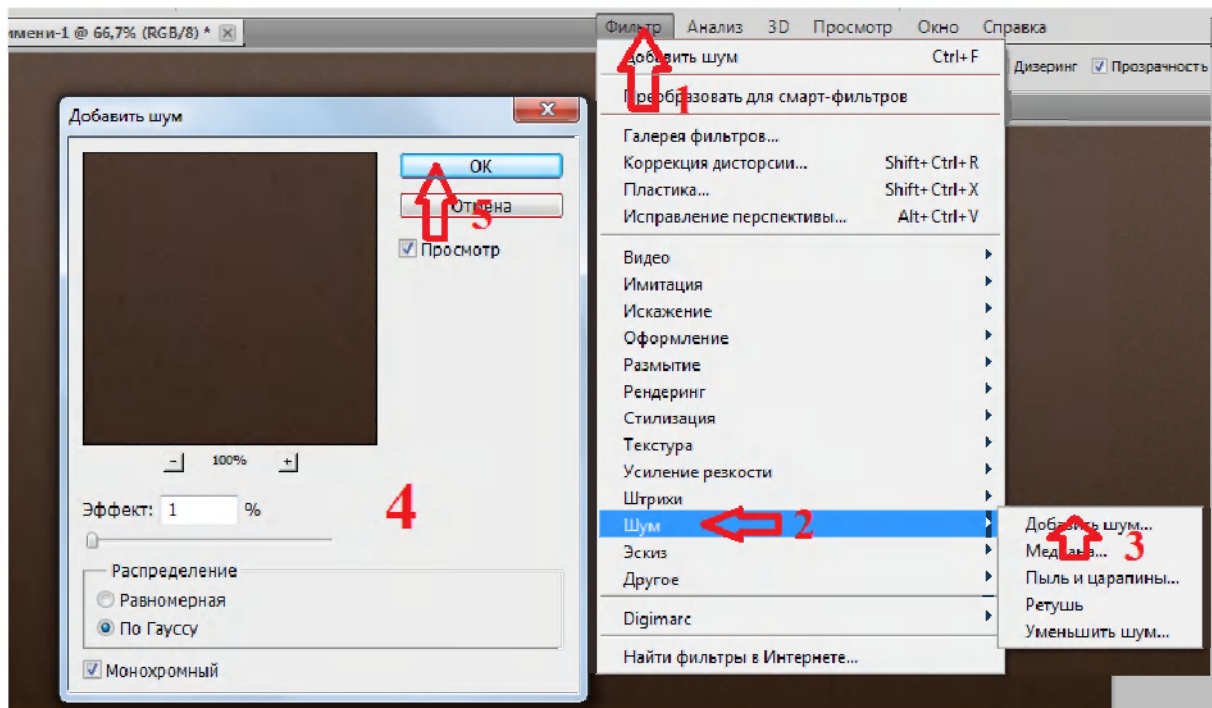 имени-1 @ 66,7% (RGB/8) *
Добавить шум
OK
Отмена
5
Просмотр
100%
Эффект: 1 %
4
Распределение
Равномерная
По Гауссу
Монохромный
Фильтр Анализ 3D Просмотр Окно Справка
Добавить шум Ctrl+F
1
Преобразовать для смарт-фильтров
Галерея фильтров...
Коррекция дисторсии... Shift+Ctrl+R
Пластика... Shift+Ctrl+X
Исправление перспективы... Alt+Ctrl+V
Видео
Имитация
Искажение
Оформление
Размытие
Рендеринг
Стилизация
Текстура
Усиление резкости
Штрихи
Шум 2
Эскиз
Другое
Digimarc
Найти фильтры в Интернете...
Дизеринг Прозрачность
Добавить шум...
Медиана... 3
Пыль и царапины...
Ретушь
Уменьшить шум...